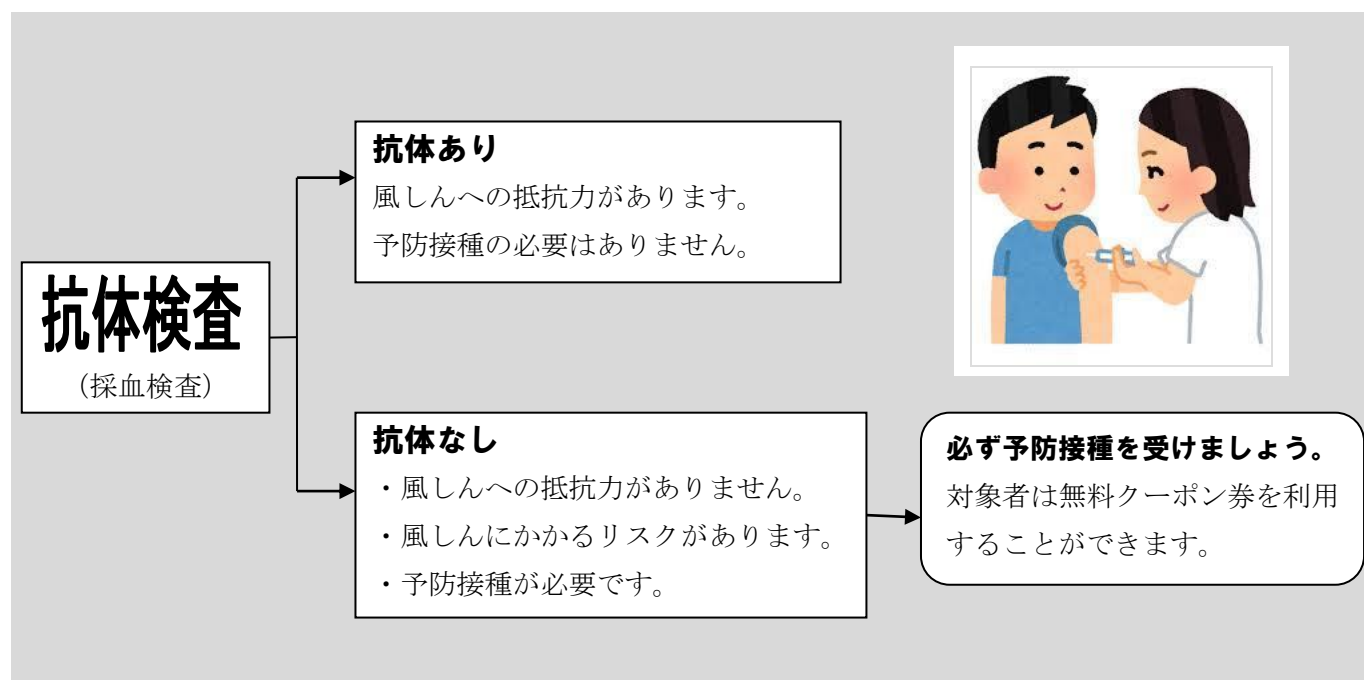 抗体検査
（採血検査）
抗体あり
風しんへの抵抗力があります。
予防接種の必要はありません。
抗体なし
・風しんへの抵抗力がありません。
・風しんにかかるリスクがあります。
・予防接種が必要です。
必ず予防接種を受けましょう。
対象者は無料クーポン券を利用
することができます。